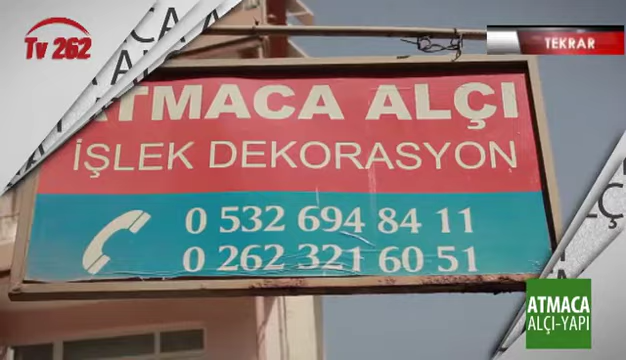 Tv 262
TEKRAR
ATMACA ALÇI
İŞLEK DEKORASYON
0 532 694 84 11
0 262 321 60 51
ATMACA
ALÇI-YAPI